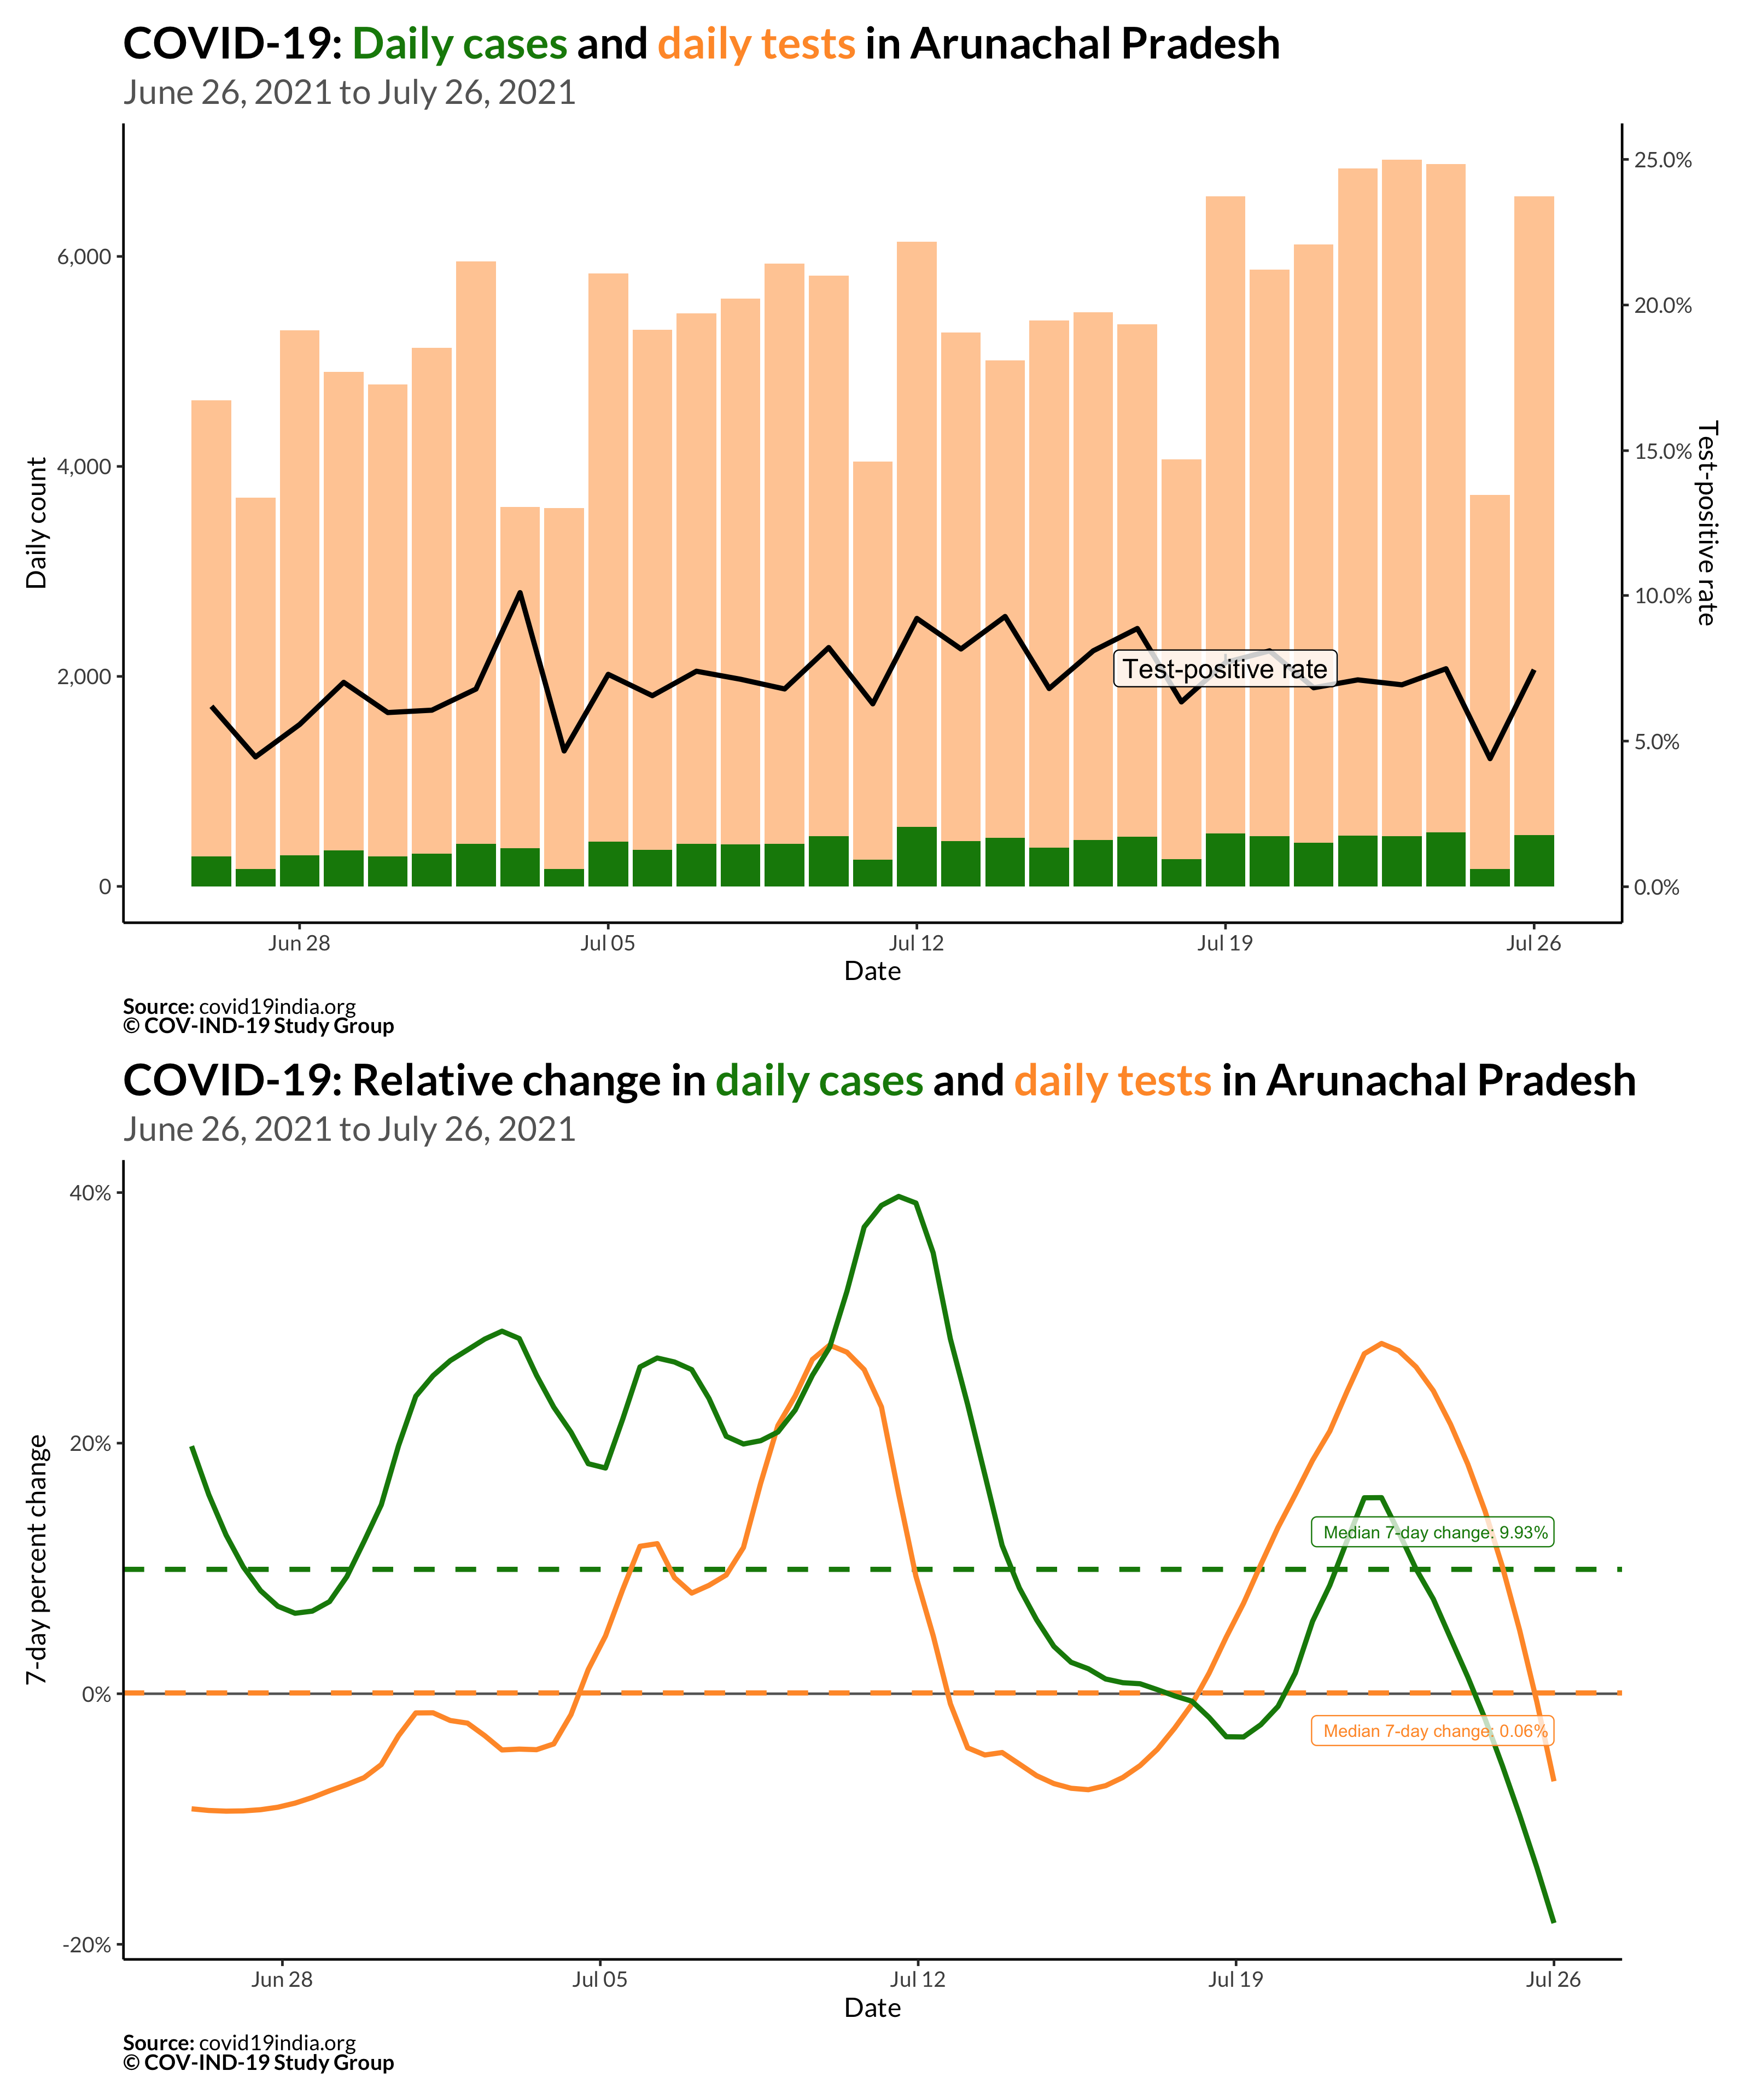 COVID-19: Daily cases and daily tests in Arunachal Pradesh
June 26, 2021 to July 26, 2021
Daily count
6,000
4,000
2,000
0
25.0%
20.0%
15.0%
10.0%
5.0%
0.0%
Test-positive rate
Test-positive rate
Jun 28
Jul 05
Jul 12
Jul 19
Jul 26
Date
Source: covid19india.org
© COV-IND-19 Study Group
COVID-19: Relative change in daily cases and daily tests in Arunachal Pradesh
June 26, 2021 to July 26, 2021
7-day percent change
40%
20%
0%
-20%
Median 7-day change: 9.93%
Median 7-day change: 0.06%
Jun 28
Jul 05
Jul 12
Jul 19
Jul 26
Date
Source: covid19india.org
© COV-IND-19 Study Group